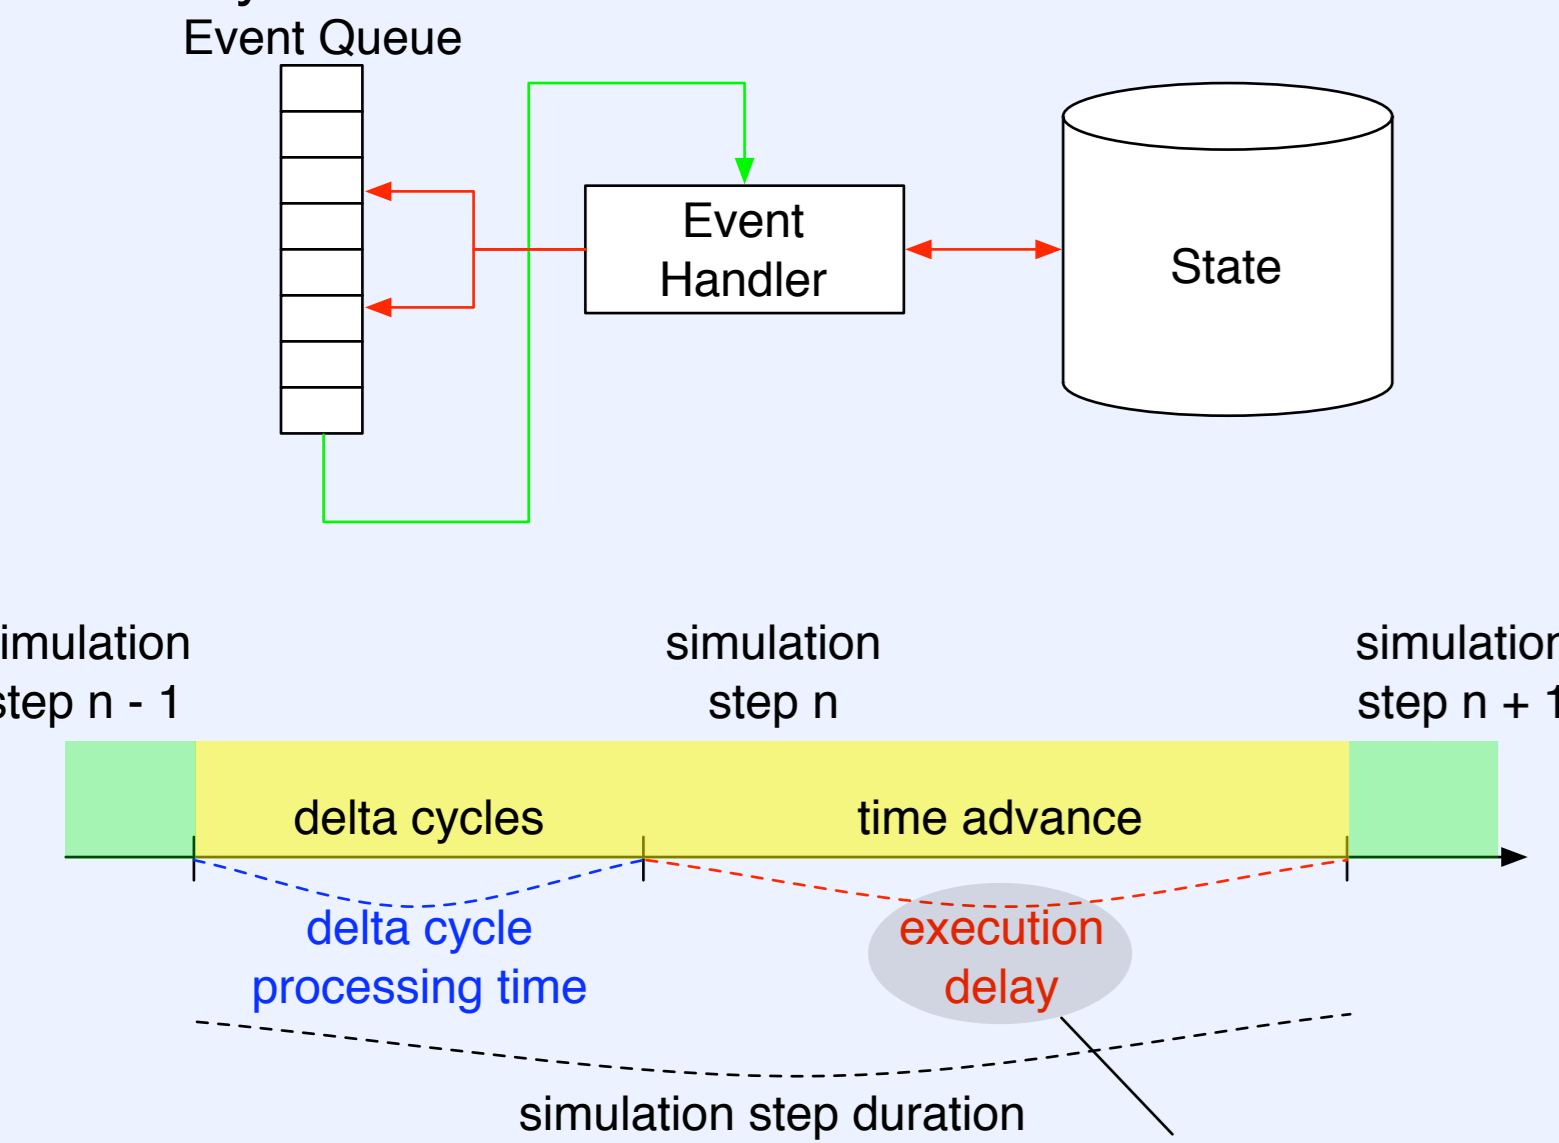 Event Queue
Event
Handler
State
imulation
step n - 1
simulation
step n
simulation
step n + 1
delta cycles
time advance
delta cycle
processing time
execution
delay
simulation step duration